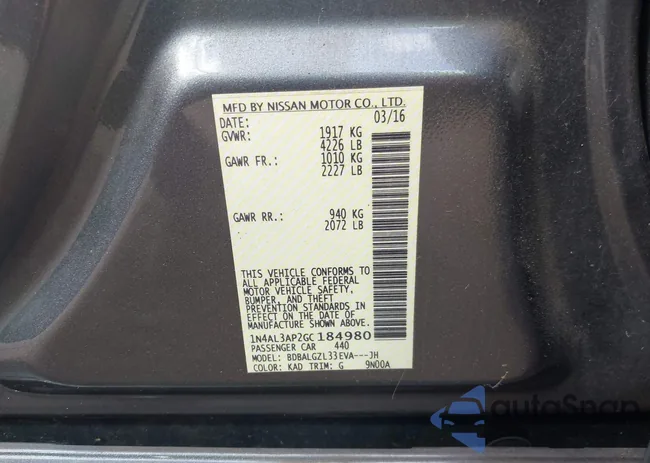 MFD BY NISSAN MOTOR CO., LTD.
DATE: 03/16
GVWR: 1917 KG
4226 LB
GAWR FR.: 1010 KG
2227 LB
GAWR RR.: 940 KG
2072 LB
THIS VEHICLE CONFORMS TO
ALL APPLICABLE FEDERAL
MOTOR VEHICLE SAFETY,
BUMPER, AND THEFT
PREVENTION STANDARDS IN
EFFECT ON THE DATE OF
MANUFACTURE SHOWN ABOVE.
1N4AL3AP2GC184980
PASSENGER CAR 440
MODEL: BDBALGZL33EVA---JH
COLOR: KAD TRIM: G 9N00A
autoSnap